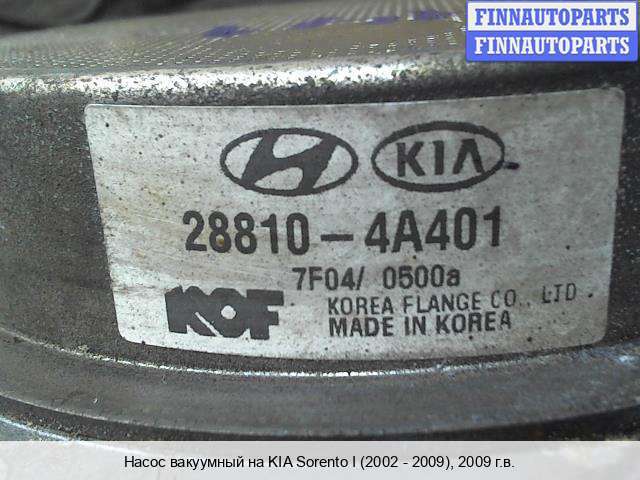 FINNAUTOPARTS
FINNAUTOPARTS
KIA
28810-4A401
7F04/ 0500a
KOF KOREA FLANGE CO., LTD.
MADE IN KOREA
Насос вакуумный на KIA Sorento I (2002 - 2009), 2009 г.в.